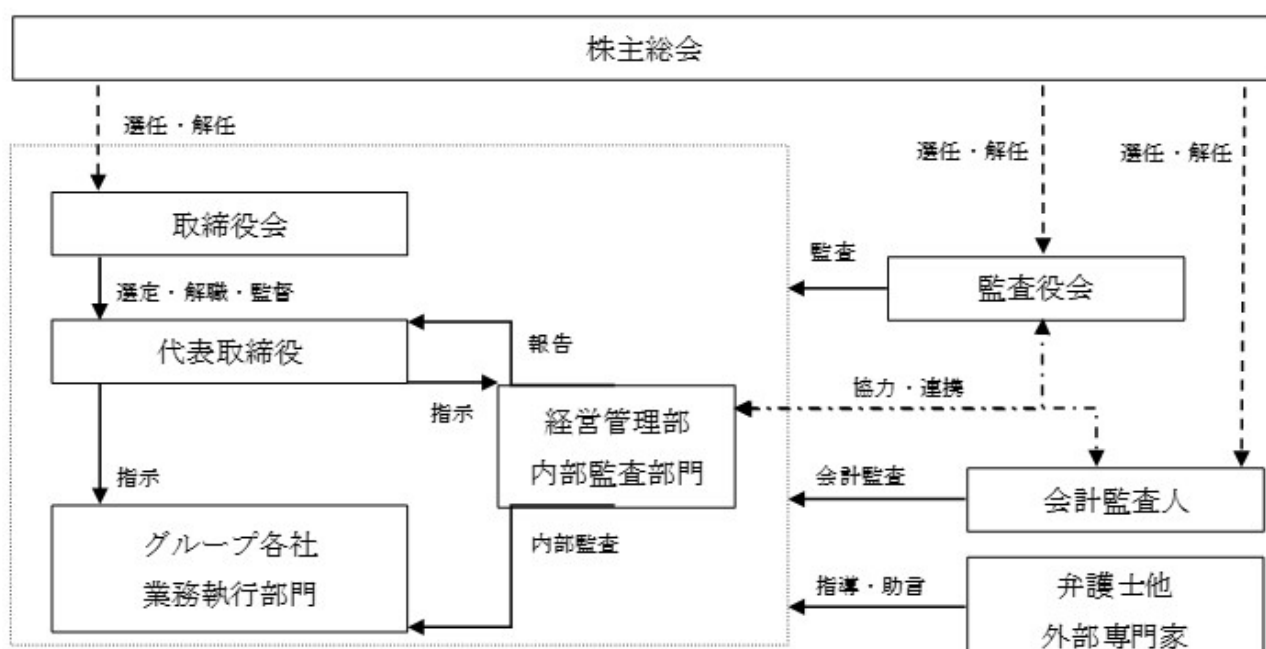 株主総会
選任・解任
選任・解任
選任・解任
取締役会
監査
監査役会
選定・解職・監督
代表取締役
報告
指示
協力・連携
経営管理部
内部監査部門
指示
会計監査
会計監査人
グループ各社
業務執行部門
内部監査
指導・助言
弁護士他
外部専門家